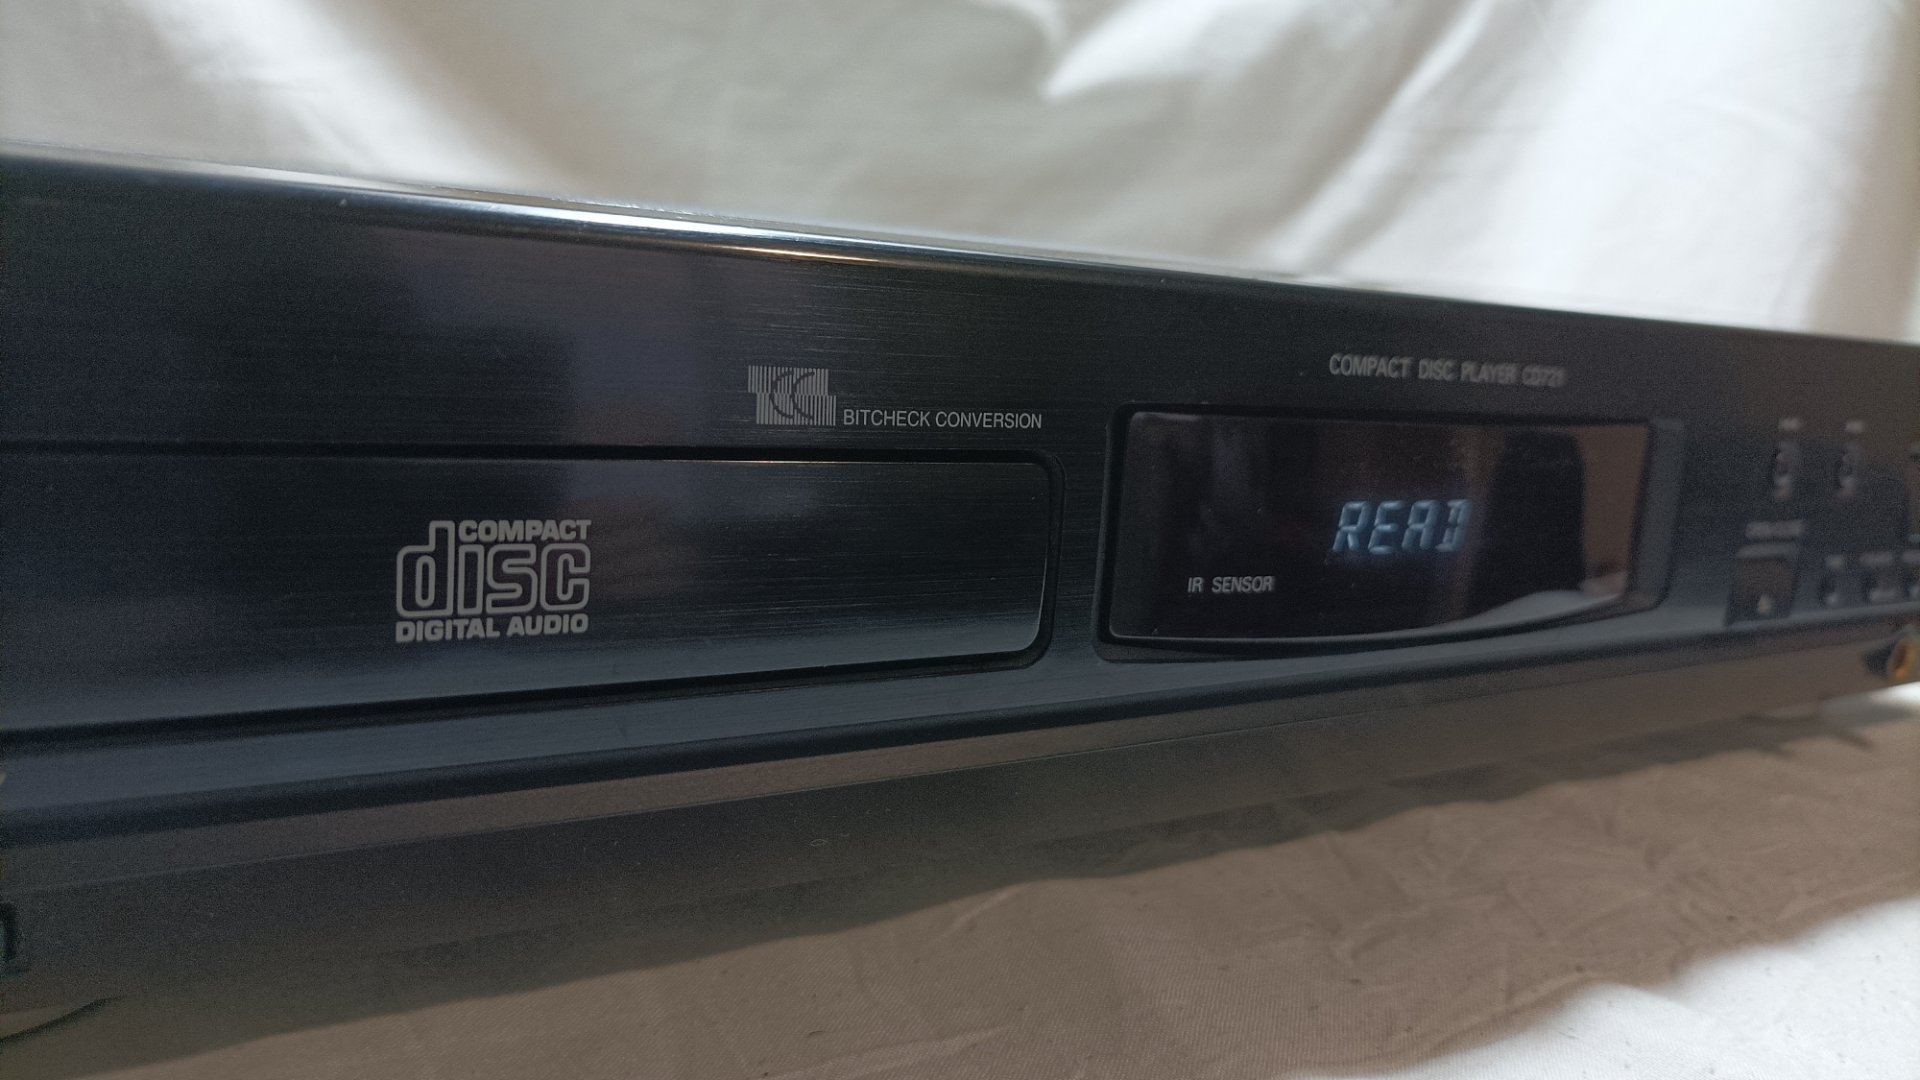 COMPACT DISC PLAYER CD721
BITCHECK CONVERSION
COMPACT
disc
DIGITAL AUDIO
READ
IR SENSOR